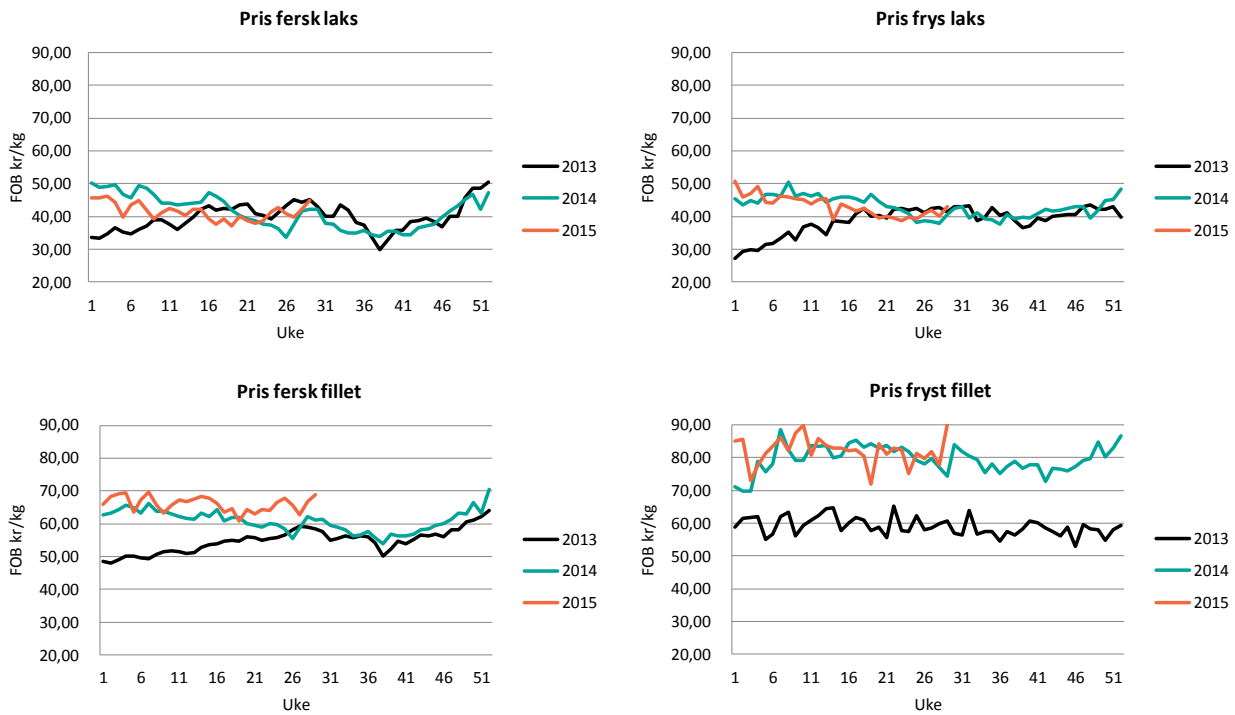 Pris fersk laks
90,00
80,00
70,00
60,00
50,00
40,00
30,00
20,00
FOB kr/kg
1 6 11 16 21 26 31 36 41 46 51
Uke
2013
2014
2015
Pris frys laks
90,00
80,00
70,00
60,00
50,00
40,00
30,00
20,00
FOB kr/kg
1 6 11 16 21 26 31 36 41 46 51
Uke
2013
2014
2015
Pris fersk fillet
90,00
80,00
70,00
60,00
50,00
40,00
30,00
20,00
FOB kr/kg
1 6 11 16 21 26 31 36 41 46 51
Uke
2013
2014
2015
Pris fryst fillet
90,00
80,00
70,00
60,00
50,00
40,00
30,00
20,00
FOB kr/kg
1 6 11 16 21 26 31 36 41 46 51
Uke
2013
2014
2015